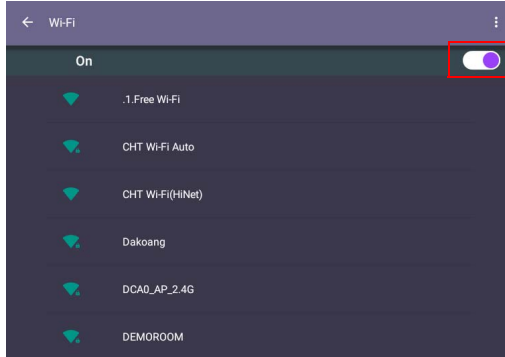 Wi-Fi
On
.1.Free Wi-Fi
CHT Wi-Fi Auto
CHT Wi-Fi(HiNet)
Dakoang
DCA0_AP_2.4G
DEMOROOM